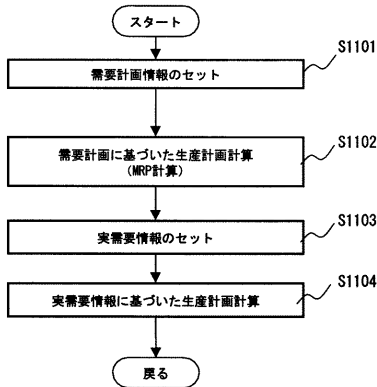 スタート
S1101
需要計画情報のセット
S1102
需要計画に基づいた生産計画計算
(MRP計算)
S1103
実需要情報のセット
S1104
実需要情報に基づいた生産計画計算
戻る